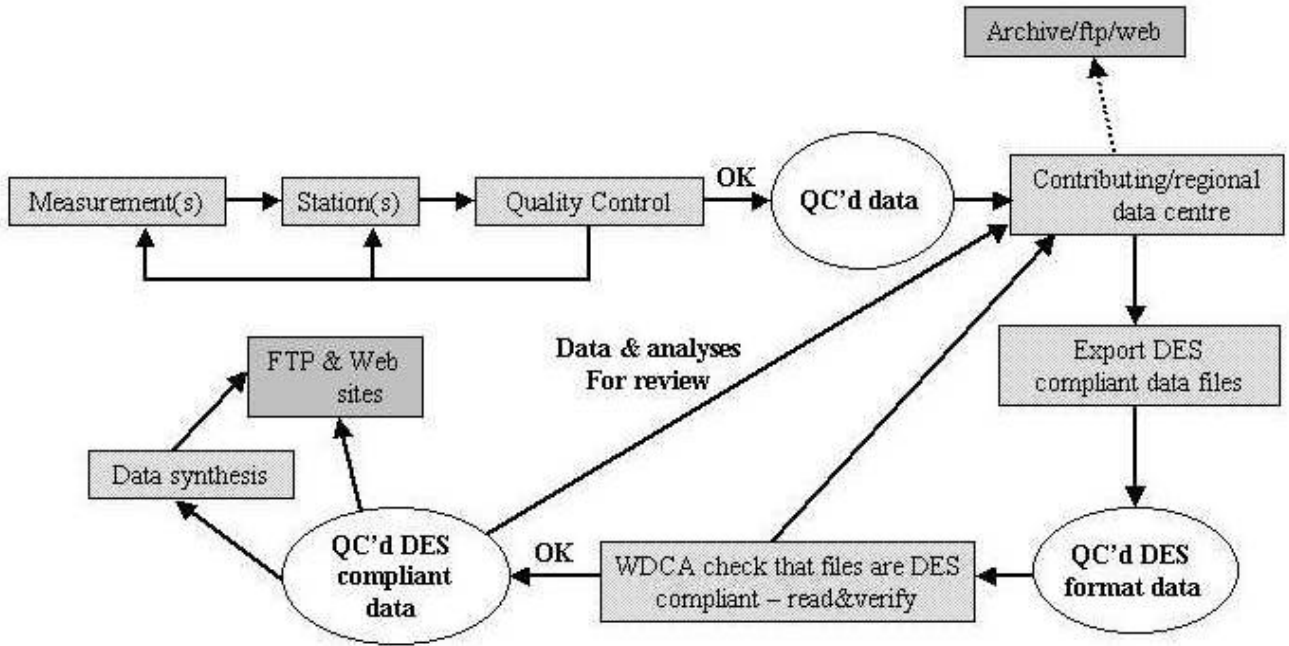 Archive/ftp/web
Measurement(s)
Station(s)
Quality Control
OK
QC'd data
Contributing/regional
data centre
Export DES
compliant data files
Data & analyses
For review
FTP & Web
sites
Data synthesis
QC'd DES
compliant
data
OK
WDCA check that files are DES
compliant – read&verify
QC'd DES
format data